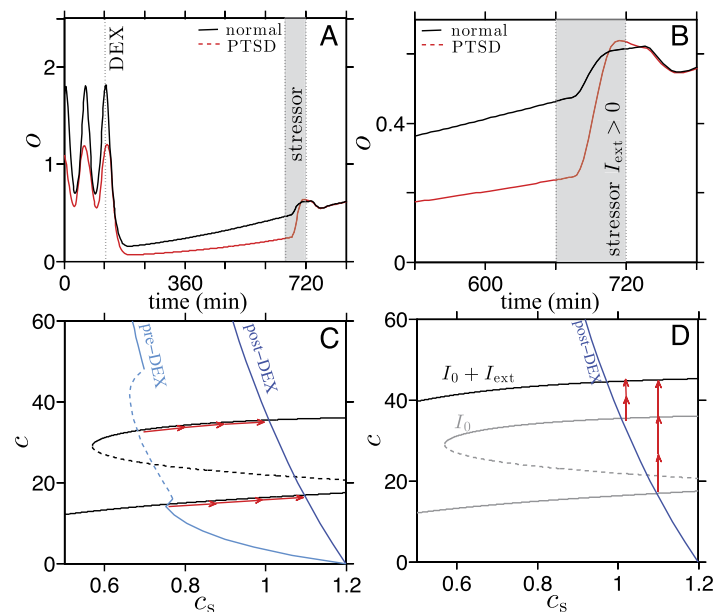 normal
PTSD
A
DEX
stressor
o
0
1
2
0
360
720
time (min)
normal
PTSD
B
stressor I_ext > 0
o
0
0.4
600
720
time (min)
C
pre–DEX
post–DEX
c
0
20
40
60
0.6
0.8
1
1.2
c_s
D
post–DEX
I_0 + I_ext
I_0
c
0
20
40
60
0.6
0.8
1
1.2
c_s